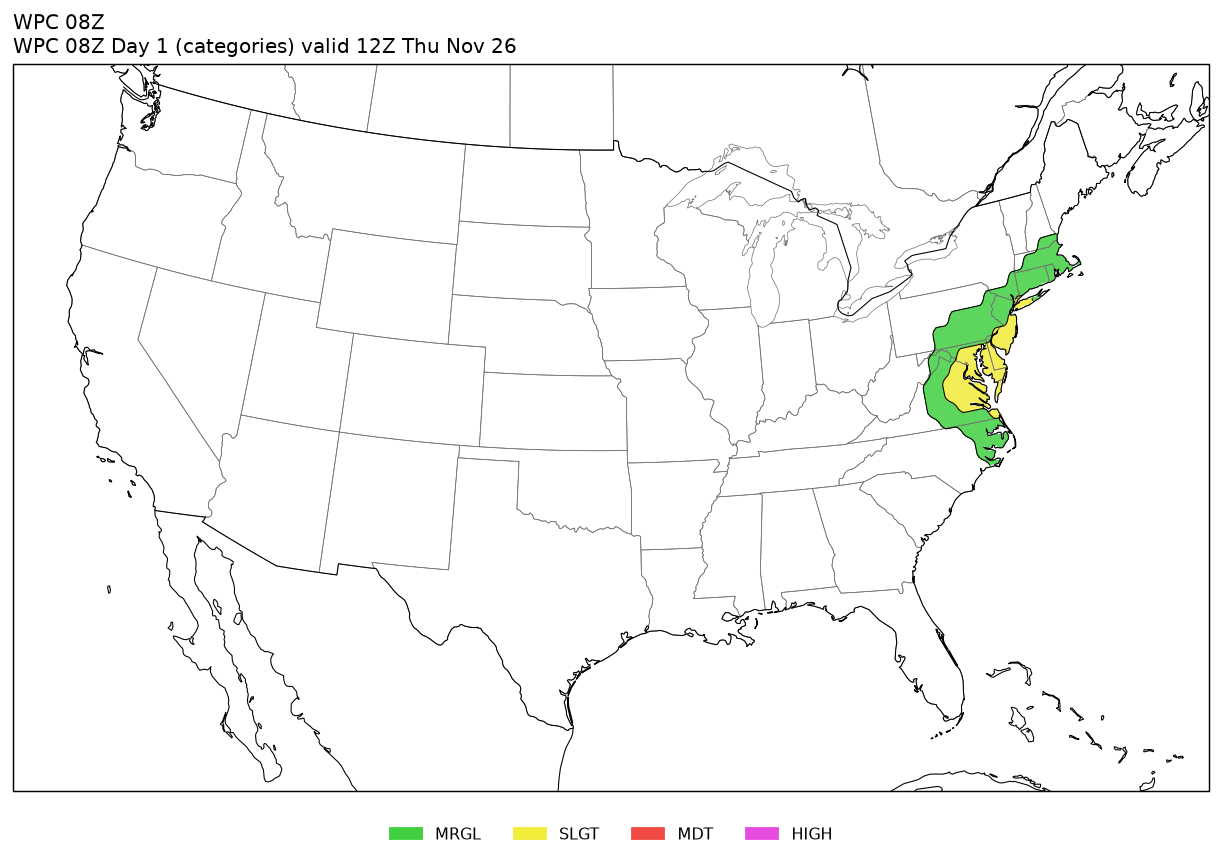 WPC 08Z
WPC 08Z Day 1 (categories) valid 12Z Thu Nov 26
MRGL SLGT MDT HIGH